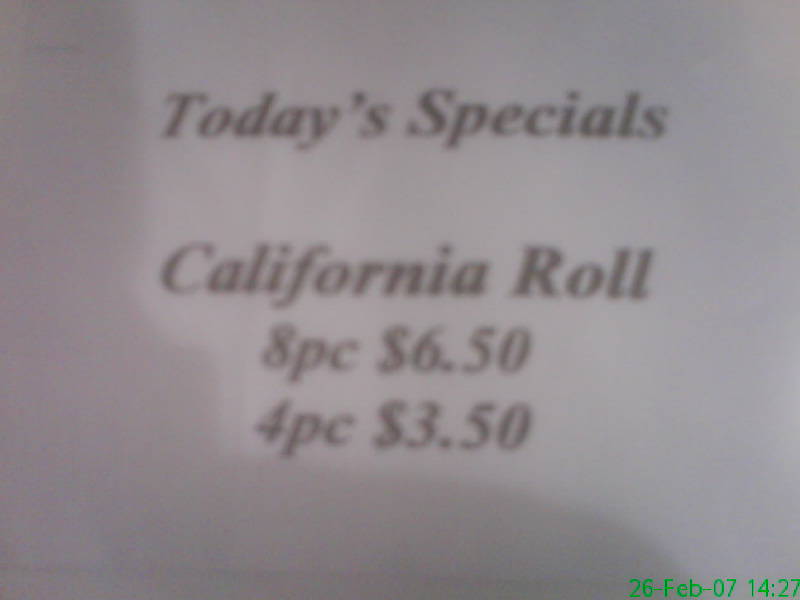 Today's Specials
California Roll
8pc $6.50
4pc $3.50
26-Feb-07 14:27